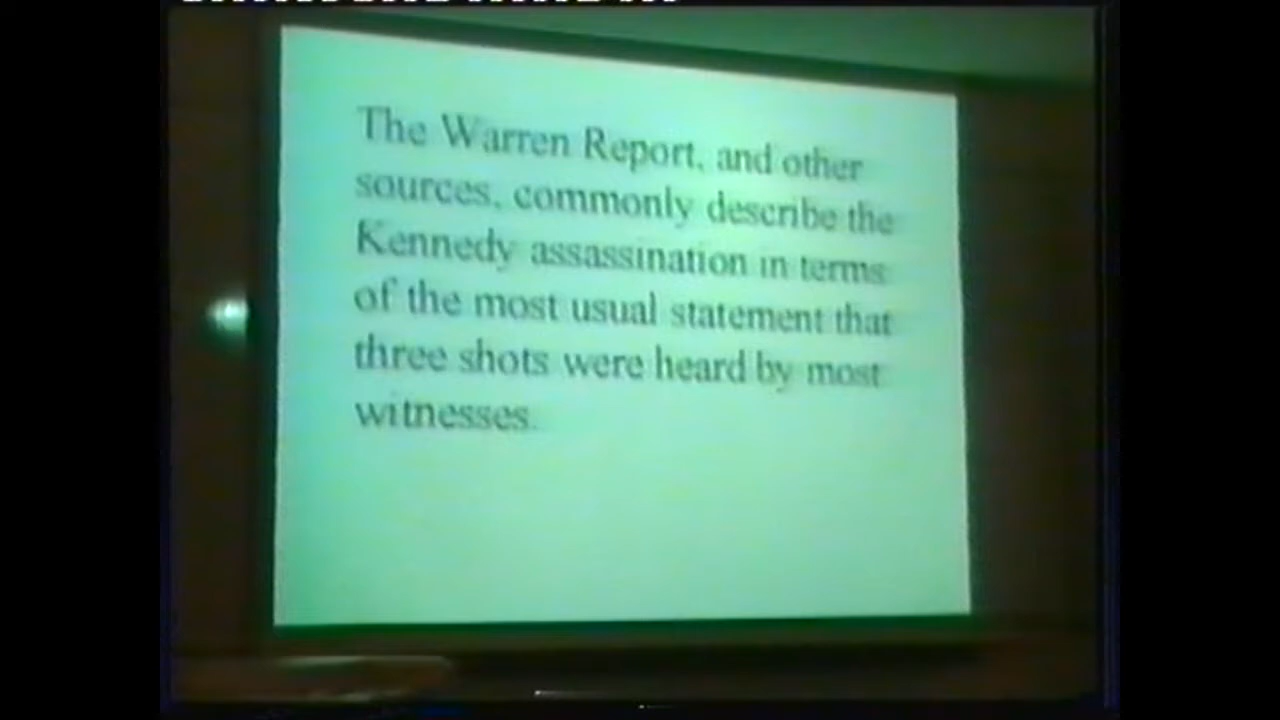 The Warren Report, and other
sources, commonly describe the
Kennedy assassination in terms
of the most usual statement that
three shots were heard by most
witnesses.